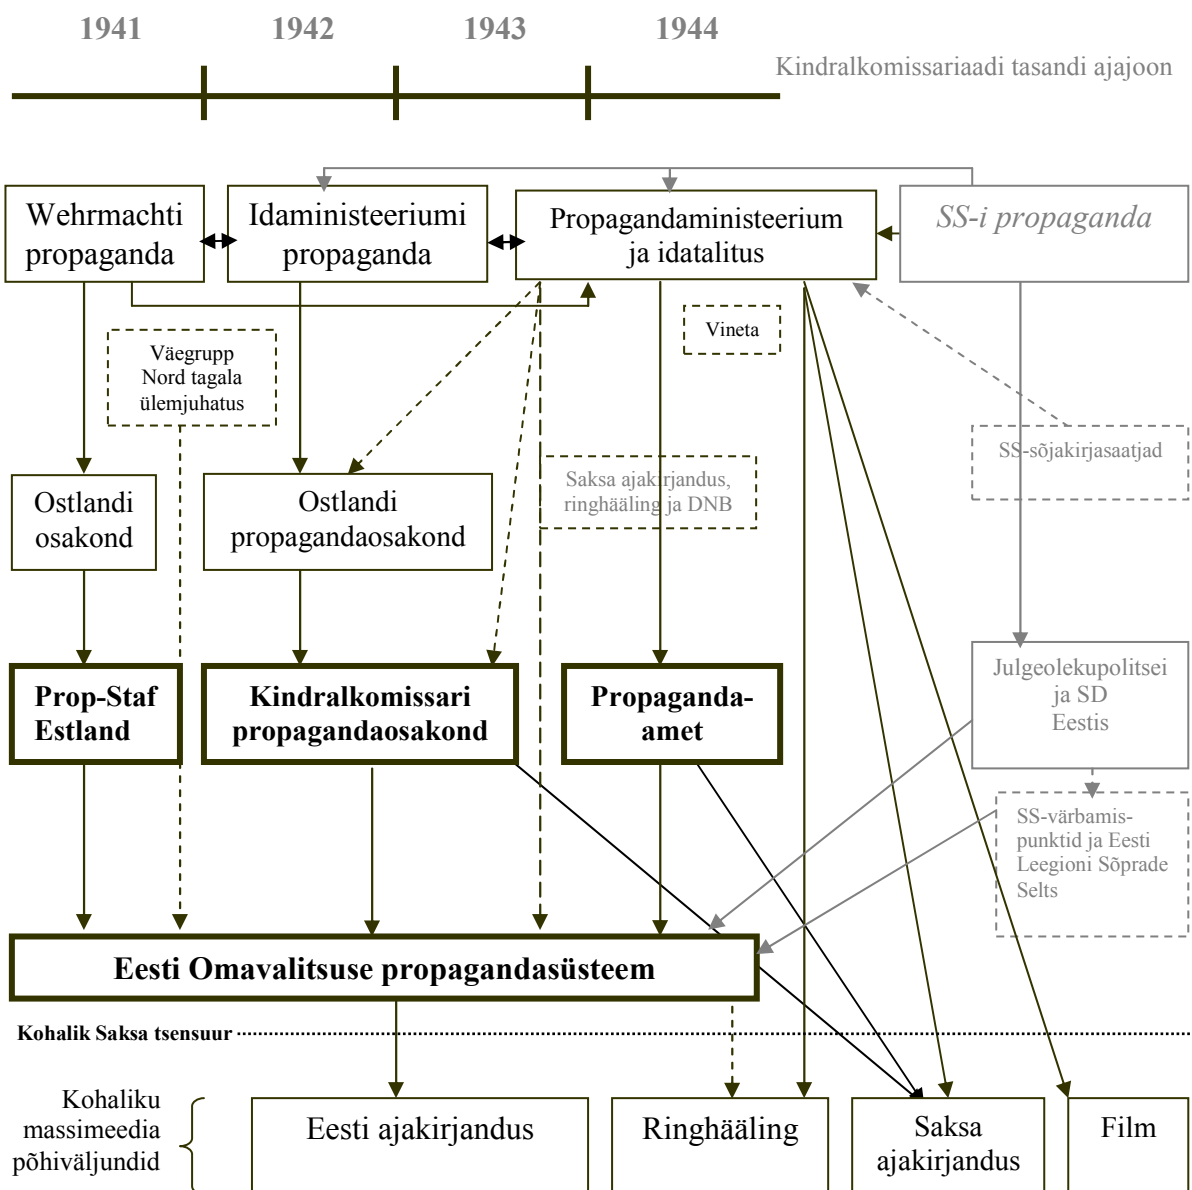 1941 1942 1943 1944
Kindralkomissariaadi tasandi ajajoon
Wehrmachti
propaganda
Idaministeeriumi
propaganda
Propagandaministeerium
ja idatalitus
SS-i propaganda
Väegrupp
Nord tagala
ülemjuhatus
Vineta
Saksa ajakirjandus,
ringhääling ja DNB
SS-sõjakirjasaatjad
Ostlandi
osakond
Ostlandi
propagandaosakond
Prop-Staf
Estland
Kindralkomissari
propagandaosakond
Propaganda-
amet
Julgeolekupolitsei
ja SD
Eestis
SS-värbamis-
punktid ja Eesti
Leegioni Sõprade
Selts
Eesti Omavalitsuse propagandasüsteem
Kohalik Saksa tsensuur
Kohaliku
massimeedia
põhiväljundid
Eesti ajakirjandus
Ringhääling
Saksa
ajakirjandus
Film